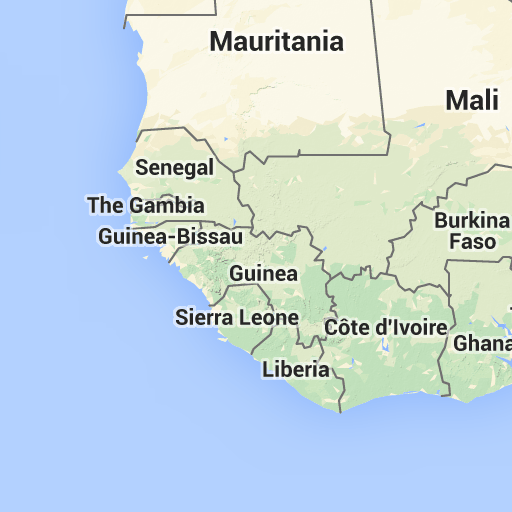 Mauritania
Mali
Senegal
The Gambia
Burkina
Faso
Guinea-Bissau
Guinea
Sierra Leone
Côte d'Ivoire
Ghana
Liberia